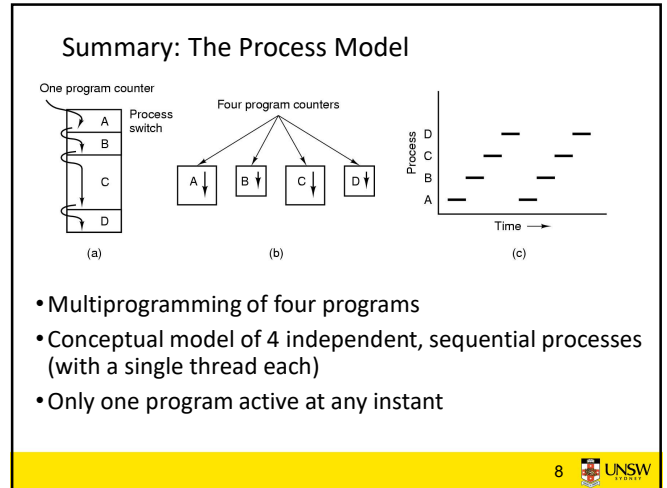 Summary: The Process Model
One program counter
Process
switch
A
B
C
D
(a)
Four program counters
A
B
C
D
(b)
Process
D
C
B
A
Time
(c)
•Multiprogramming of four programs
•Conceptual model of 4 independent, sequential processes
(with a single thread each)
•Only one program active at any instant
8
UNSW
SYDNEY